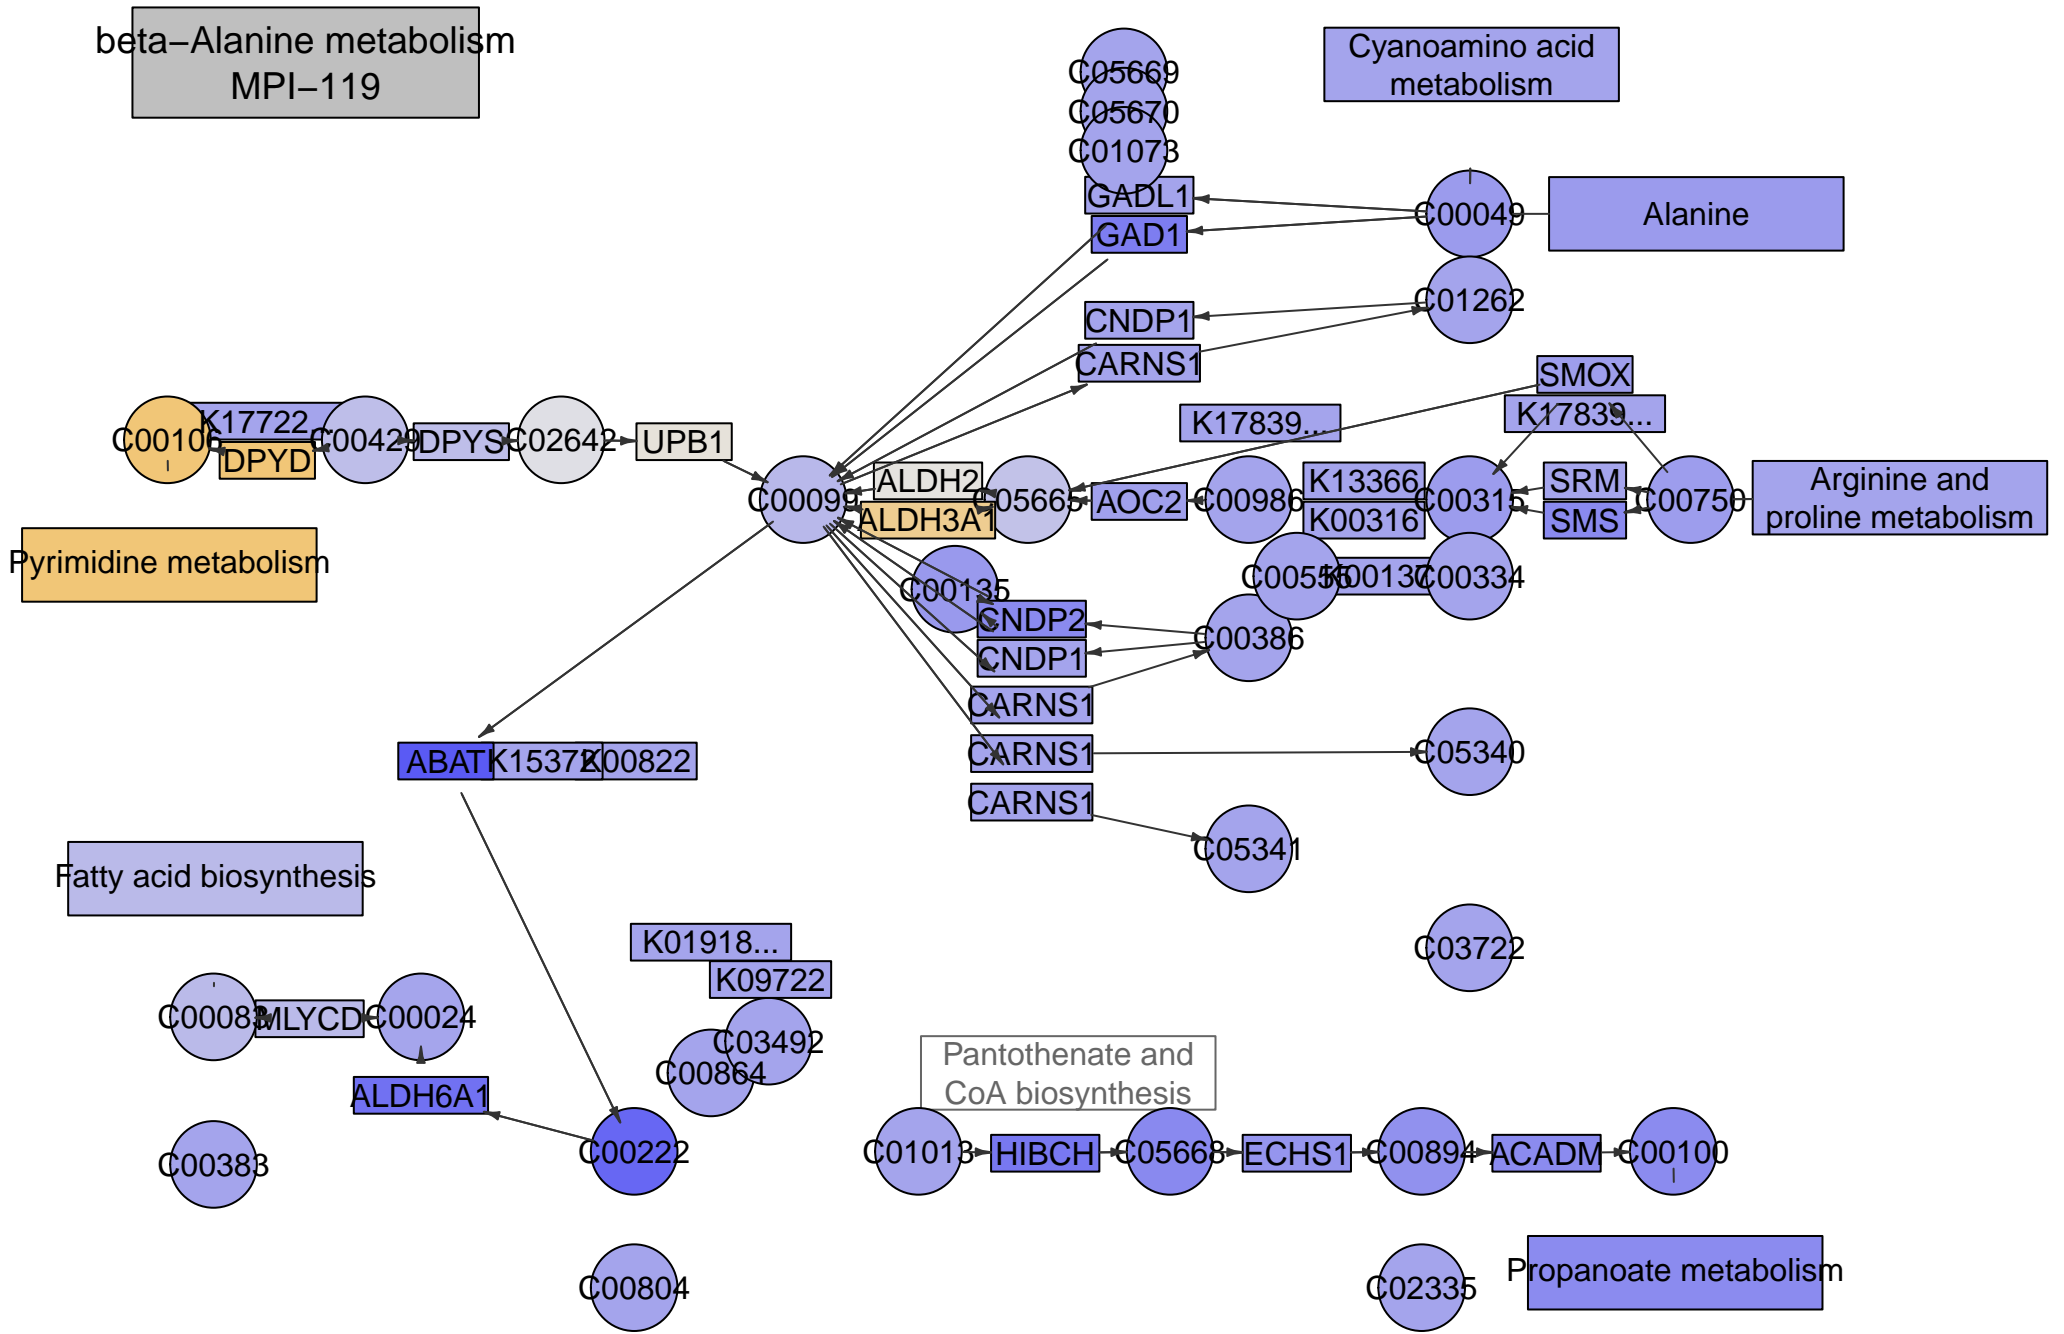 beta−Alanine metabolism
MPI−119
C05669
C05670
C01073
Cyanoamino acid
metabolism
GADL1
GAD1
C00049
Alanine
CNDP1
CARNS1
C01262
SMOX
K17839...
K17839...
C00106
K17722...
DPYD
C00429
DPYS
C02642
UPB1
C00099
ALDH2
ALDH3A1
C05665
AOC2
C00986
K13366
K00316
C00315
SRM
SMS
C00750
Arginine and
proline metabolism
Pyrimidine metabolism
C00135
C00555
K00137
C00334
CNDP2
CNDP1
C00386
CARNS1
CARNS1
CARNS1
C05340
C05341
ABAT
K15372
K00822
Fatty acid biosynthesis
K01918...
K09722
C03722
C00083
MLYCD
C00024
C03492
C00864
Pantothenate and
CoA biosynthesis
ALDH6A1
C00383
C00222
C01013
HIBCH
C05668
ECHS1
C00894
ACADM
C00100
C00804
C02335
Propanoate metabolism